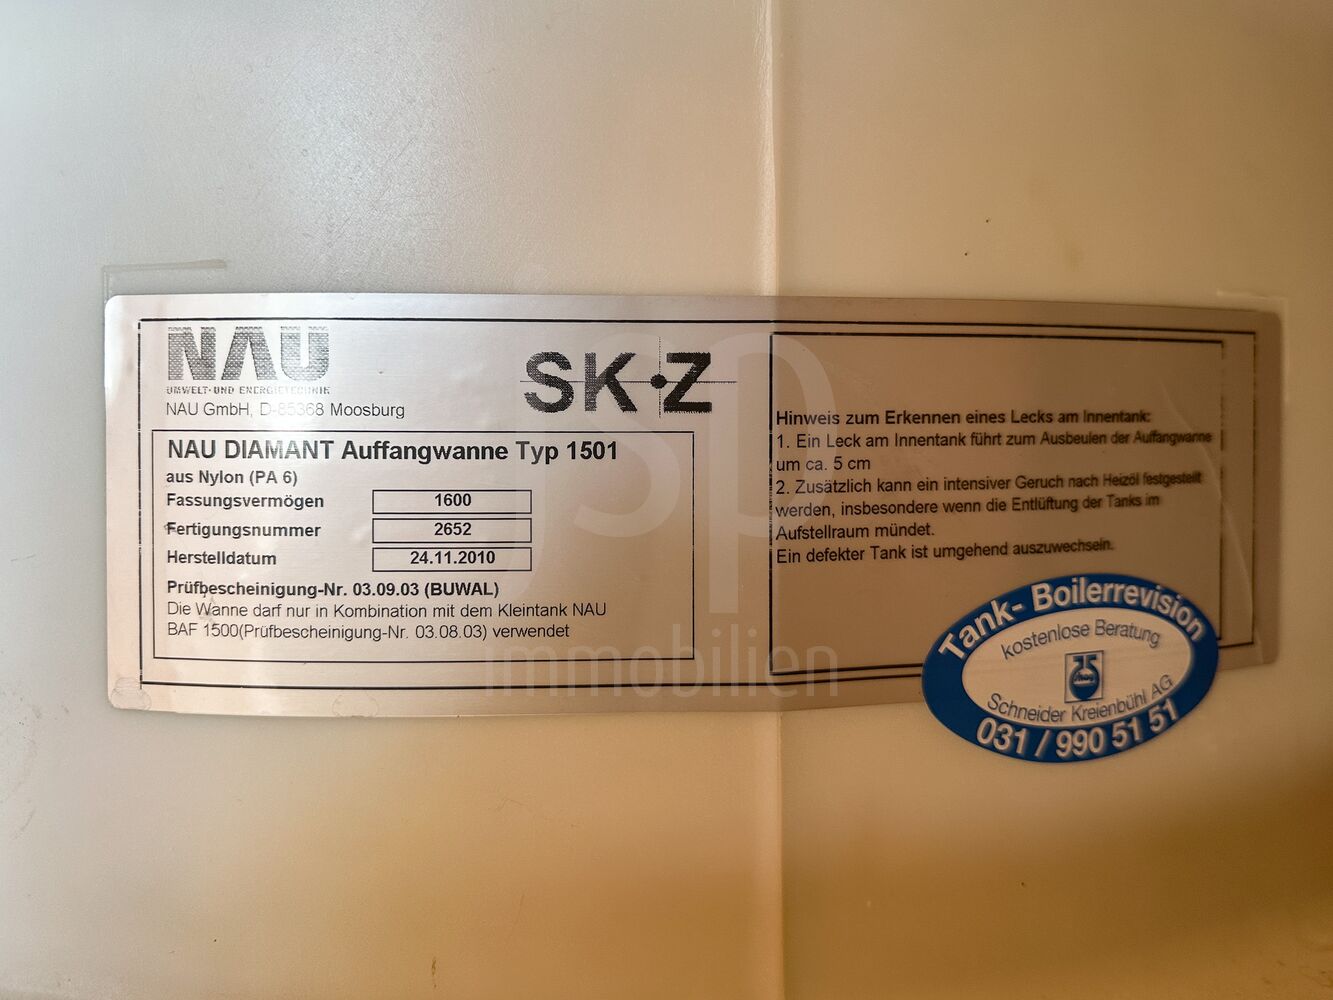 NAU
UMWELT- UND ENERGIETECHNIK
NAU GmbH, D-85368 Moosburg
SK Z
NAU DIAMANT Auffangwanne Typ 1501
aus Nylon (PA 6)
Fassungsvermögen 1600
Fertigungsnummer 2652
Herstelldatum 24.11.2010
Prüfbescheinigung-Nr. 03.09.03 (BUWAL)
Die Wanne darf nur in Kombination mit dem Kleintank NAU
BAF 1500(Prüfbescheinigung-Nr. 03.08.03) verwendet
Hinweis zum Erkennen eines Lecks am Innentank:
1. Ein Leck am Innentank führt zum Ausbeulen der Auffangwanne
um ca. 5 cm
2. Zusätzlich kann ein intensiver Geruch nach Heizöl festgestellt
werden, insbesondere wenn die Entlüftung der Tanks im
Aufstellraum mündet.
Ein defekter Tank ist umgehend auszuwechseln.
Tank- Boilerrevision
kostenlose Beratung
Schneider Kreienbühl AG
031 / 990 51 51
jsp
immobilien